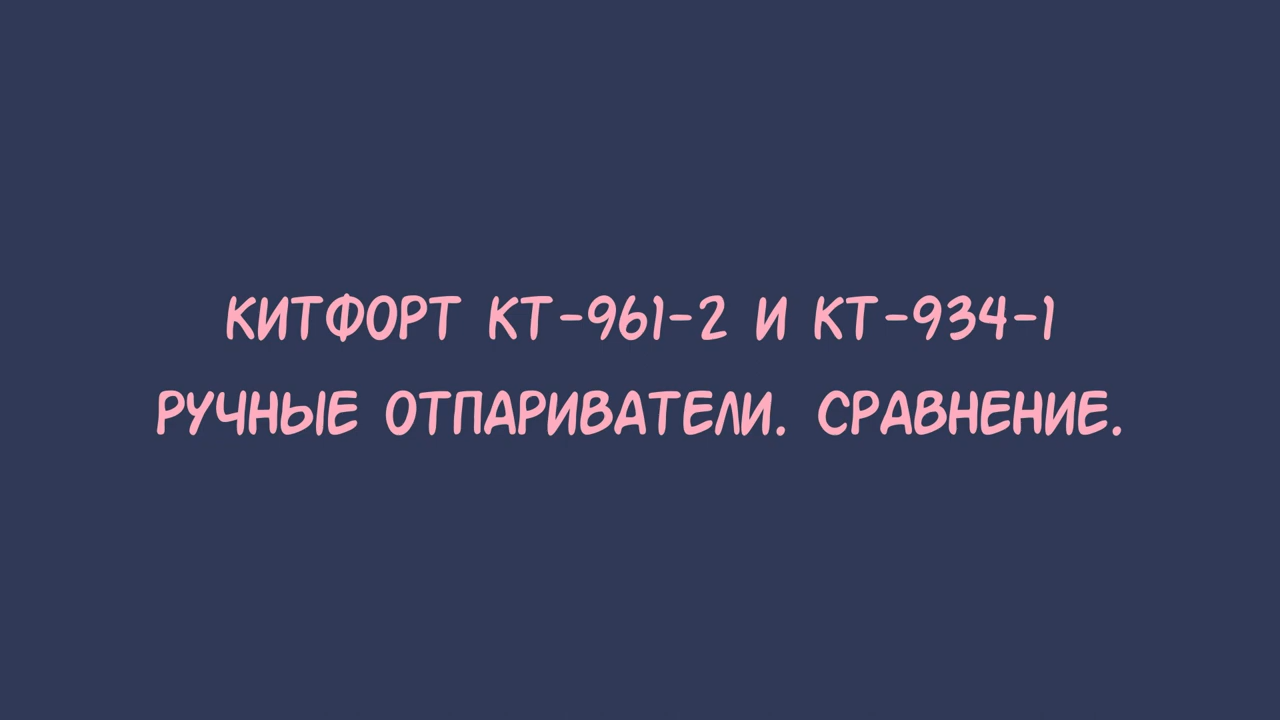 КИТФОРТ КТ-961-2 И КТ-934-1
РУЧНЫЕ ОТПАРИВАТЕЛИ. СРАВНЕНИЕ.